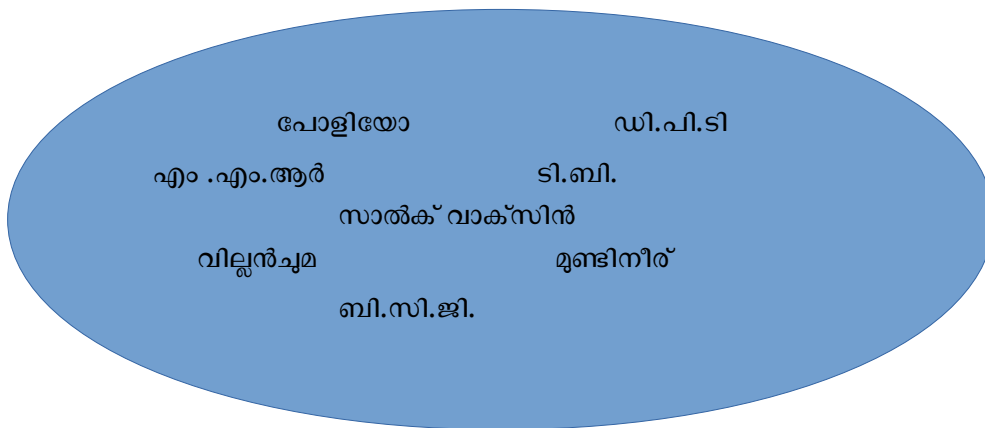 പോളിയോ ഡി.പി.ടി
എം .എം.ആർ ടി.ബി.
സാൽക് വാക്സിൻ
വില്ലൻചുമ മുണ്ടിനീര്
ബി.സി.ജി.